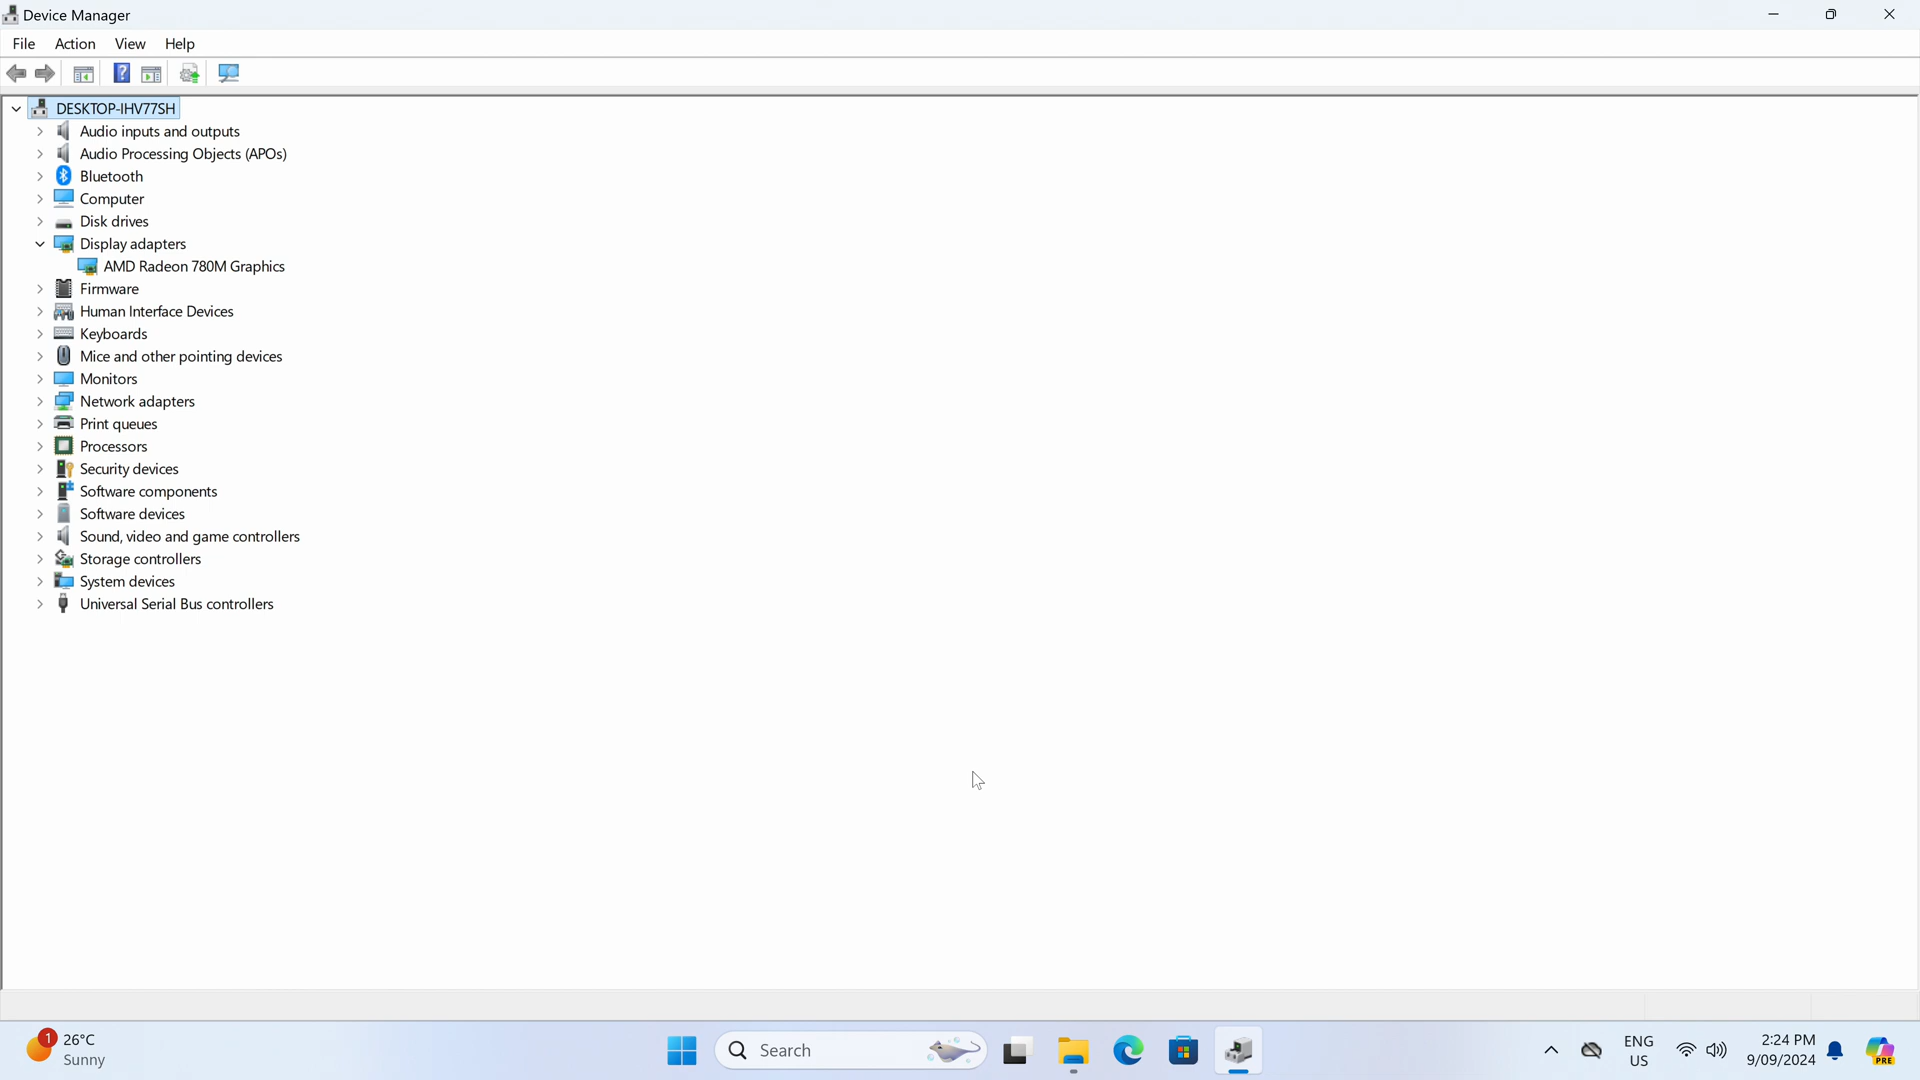 Device Manager
File Action View Help
DESKTOP-IHV77SH
Audio inputs and outputs
Audio Processing Objects (APOs)
Bluetooth
Computer
Disk drives
Display adapters
AMD Radeon 780M Graphics
Firmware
Human Interface Devices
Keyboards
Mice and other pointing devices
Monitors
Network adapters
Print queues
Processors
Security devices
Software components
Software devices
Sound, video and game controllers
Storage controllers
System devices
Universal Serial Bus controllers
1
26°C
Sunny
Search
ENG
US
2:24 PM
9/09/2024
PRE